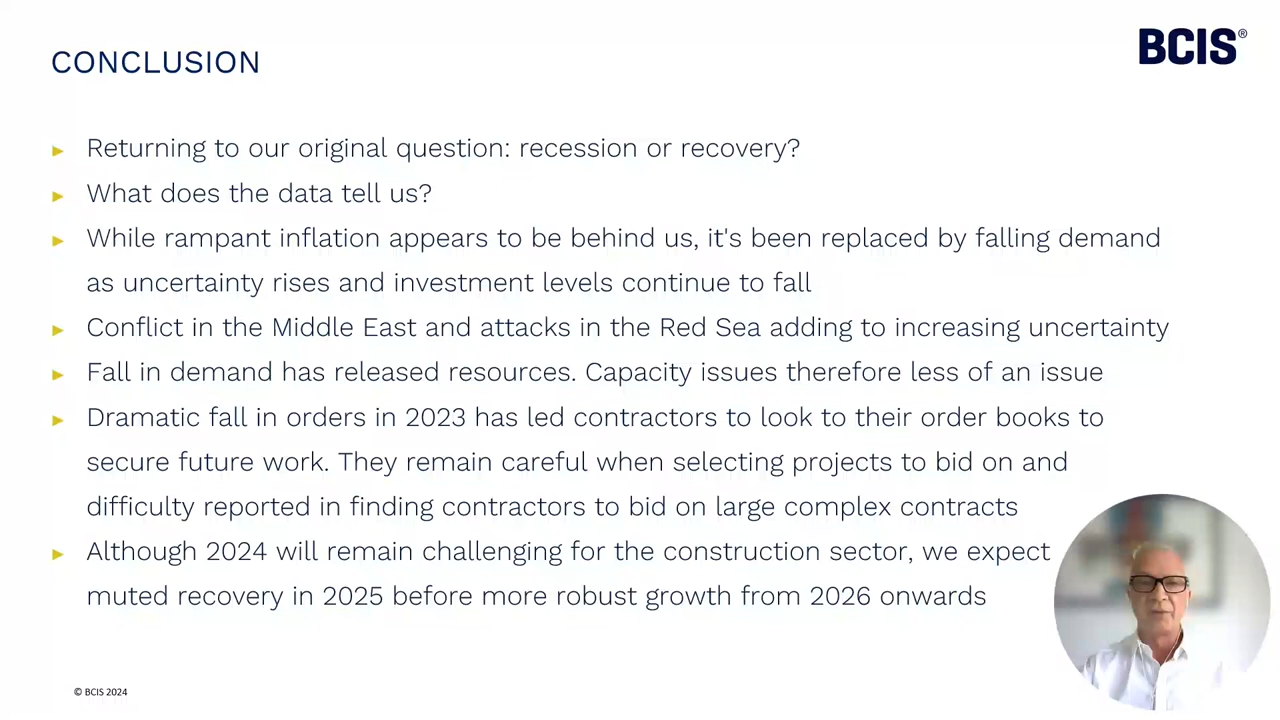 CONCLUSION
BCIS®
► Returning to our original question: recession or recovery?
► What does the data tell us?
► While rampant inflation appears to be behind us, it's been replaced by falling demand
as uncertainty rises and investment levels continue to fall
► Conflict in the Middle East and attacks in the Red Sea adding to increasing uncertainty
► Fall in demand has released resources. Capacity issues therefore less of an issue
► Dramatic fall in orders in 2023 has led contractors to look to their order books to
secure future work. They remain careful when selecting projects to bid on and
difficulty reported in finding contractors to bid on large complex contracts
► Although 2024 will remain challenging for the construction sector, we expect
muted recovery in 2025 before more robust growth from 2026 onwards
© BCIS 2024